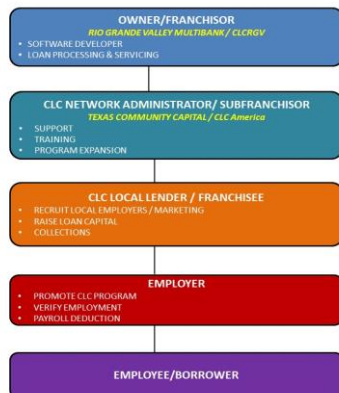 OWNER/FRANCHISOR
RIO GRANDE VALLEY MULTIBANK / CLCRGV
• SOFTWARE DEVELOPER
• LOAN PROCESSING & SERVICING
CLC NETWORK ADMINISTRATOR/ SUBFRANCHISOR
TEXAS COMMUNITY CAPITAL / CLC America
• SUPPORT
• TRAINING
• PROGRAM EXPANSION
CLC LOCAL LENDER / FRANCHISEE
• RECRUIT LOCAL EMPLOYERS / MARKETING
• RAISE LOAN CAPITAL
• COLLECTIONS
EMPLOYER
• PROMOTE CLC PROGRAM
• VERIFY EMPLOYMENT
• PAYROLL DEDUCTION
EMPLOYEE/BORROWER